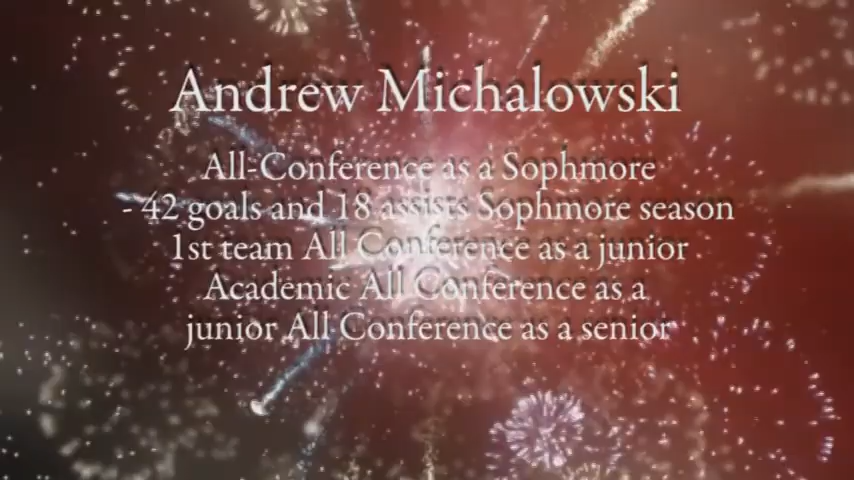 Andrew Michalowski
All-Conference as a Sophmore
- 42 goals and 18 assists Sophmore season
1st team All Conference as a junior
Academic All Conference as a
junior All Conference as a senior